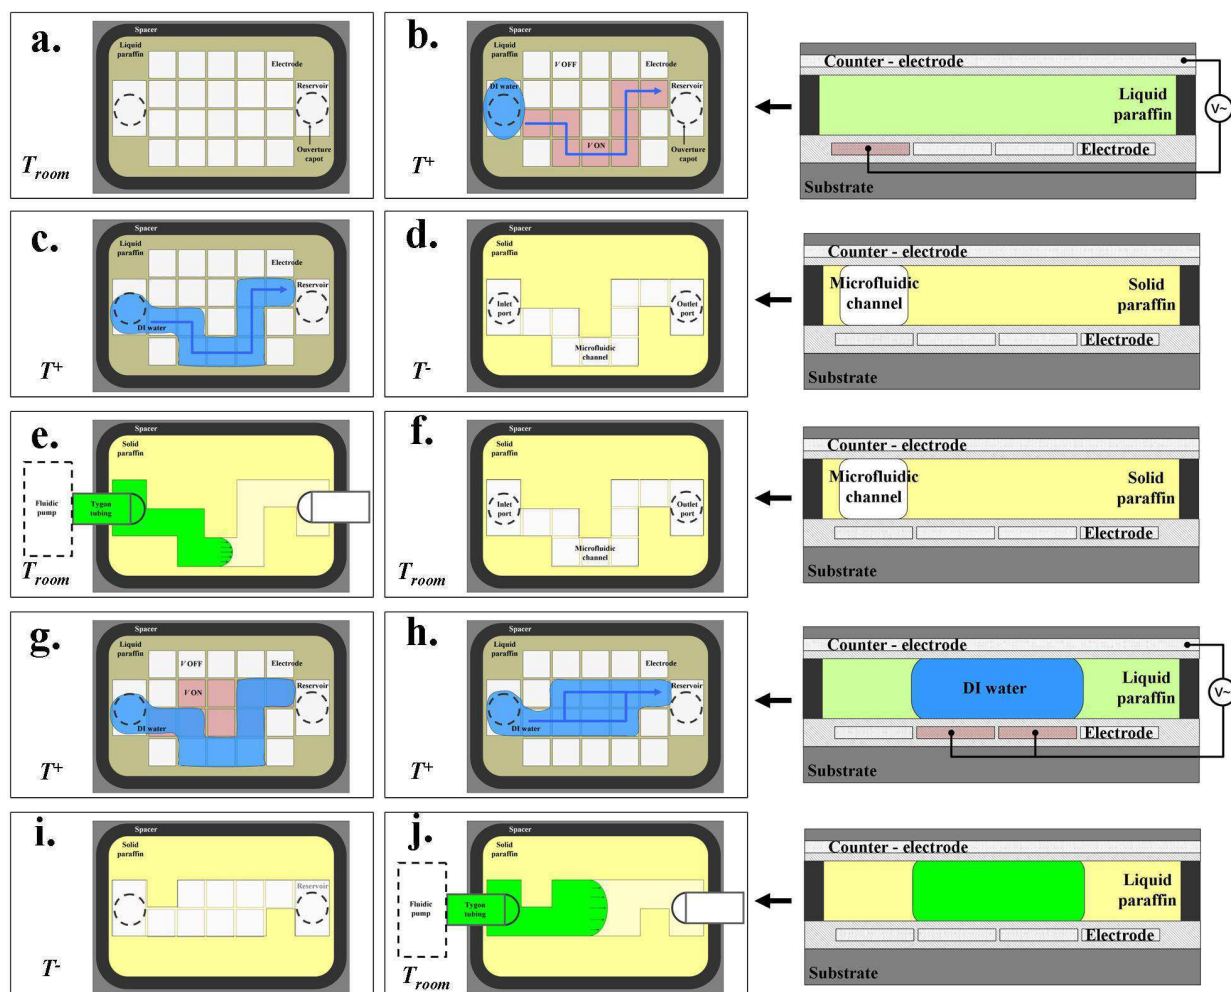 a.
Spacer
Liquid
paraffin
Electrode
Reservoir
Ouverture
capot
Troom
b.
Spacer
Liquid
paraffin
V OFF
Electrode
DI water
Reservoir
V ON
Ouverture
capot
T+
Counter - electrode
Liquid
paraffin
V~
Electrode
Substrate
c.
Spacer
Liquid
paraffin
Electrode
Reservoir
DI water
T+
d.
Spacer
Solid
paraffin
Inlet
port
Outlet
port
Microfluidic
channel
T-
Counter - electrode
Microfluidic
channel
Solid
paraffin
Electrode
Substrate
e.
Spacer
Solid
paraffin
Fluidic
pump
Tygon
tubing
Troom
f.
Spacer
Solid
paraffin
Inlet
port
Outlet
port
Microfluidic
channel
Troom
Counter - electrode
Microfluidic
channel
Solid
paraffin
Electrode
Substrate
g.
Spacer
Liquid
paraffin
V OFF
Electrode
V ON
Reservoir
DI water
T+
h.
Spacer
Liquid
paraffin
Electrode
Reservoir
DI water
T+
Counter - electrode
DI water
Liquid
paraffin
V~
Electrode
Substrate
i.
Spacer
Solid
paraffin
Reservoir
T-
j.
Spacer
Solid
paraffin
Fluidic
pump
Tygon
tubing
Troom
Counter - electrode
Liquid
paraffin
Electrode
Substrate